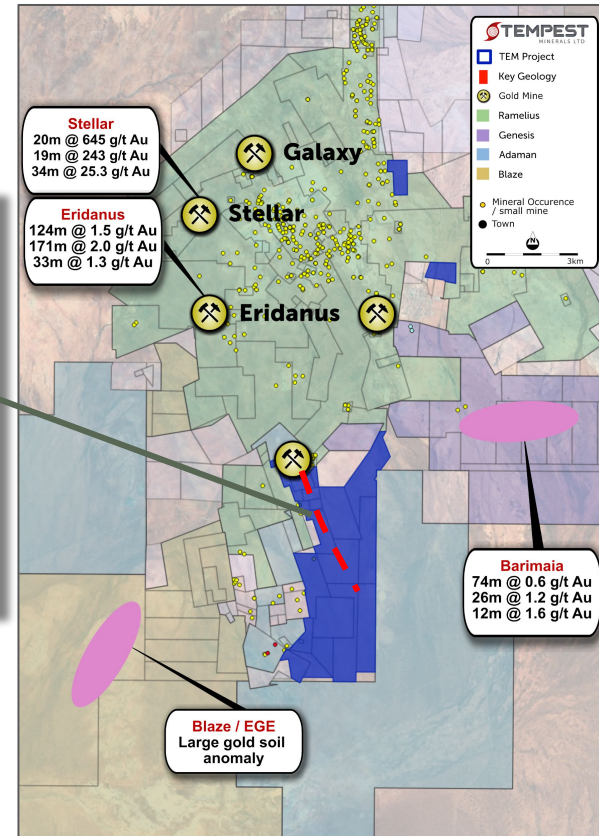 TEMPEST
MINERALS LTD
TEM Project
Key Geology
Gold Mine
Ramelius
Genesis
Adaman
Blaze
Mineral Occurence
/ small mine
Town
N
0 3km
Stellar
20m @ 645 g/t Au
19m @ 243 g/t Au
34m @ 25.3 g/t Au
Galaxy
Stellar
Eridanus
124m @ 1.5 g/t Au
171m @ 2.0 g/t Au
33m @ 1.3 g/t Au
Eridanus
Barimaia
74m @ 0.6 g/t Au
26m @ 1.2 g/t Au
12m @ 1.6 g/t Au
Blaze / EGE
Large gold soil
anomaly